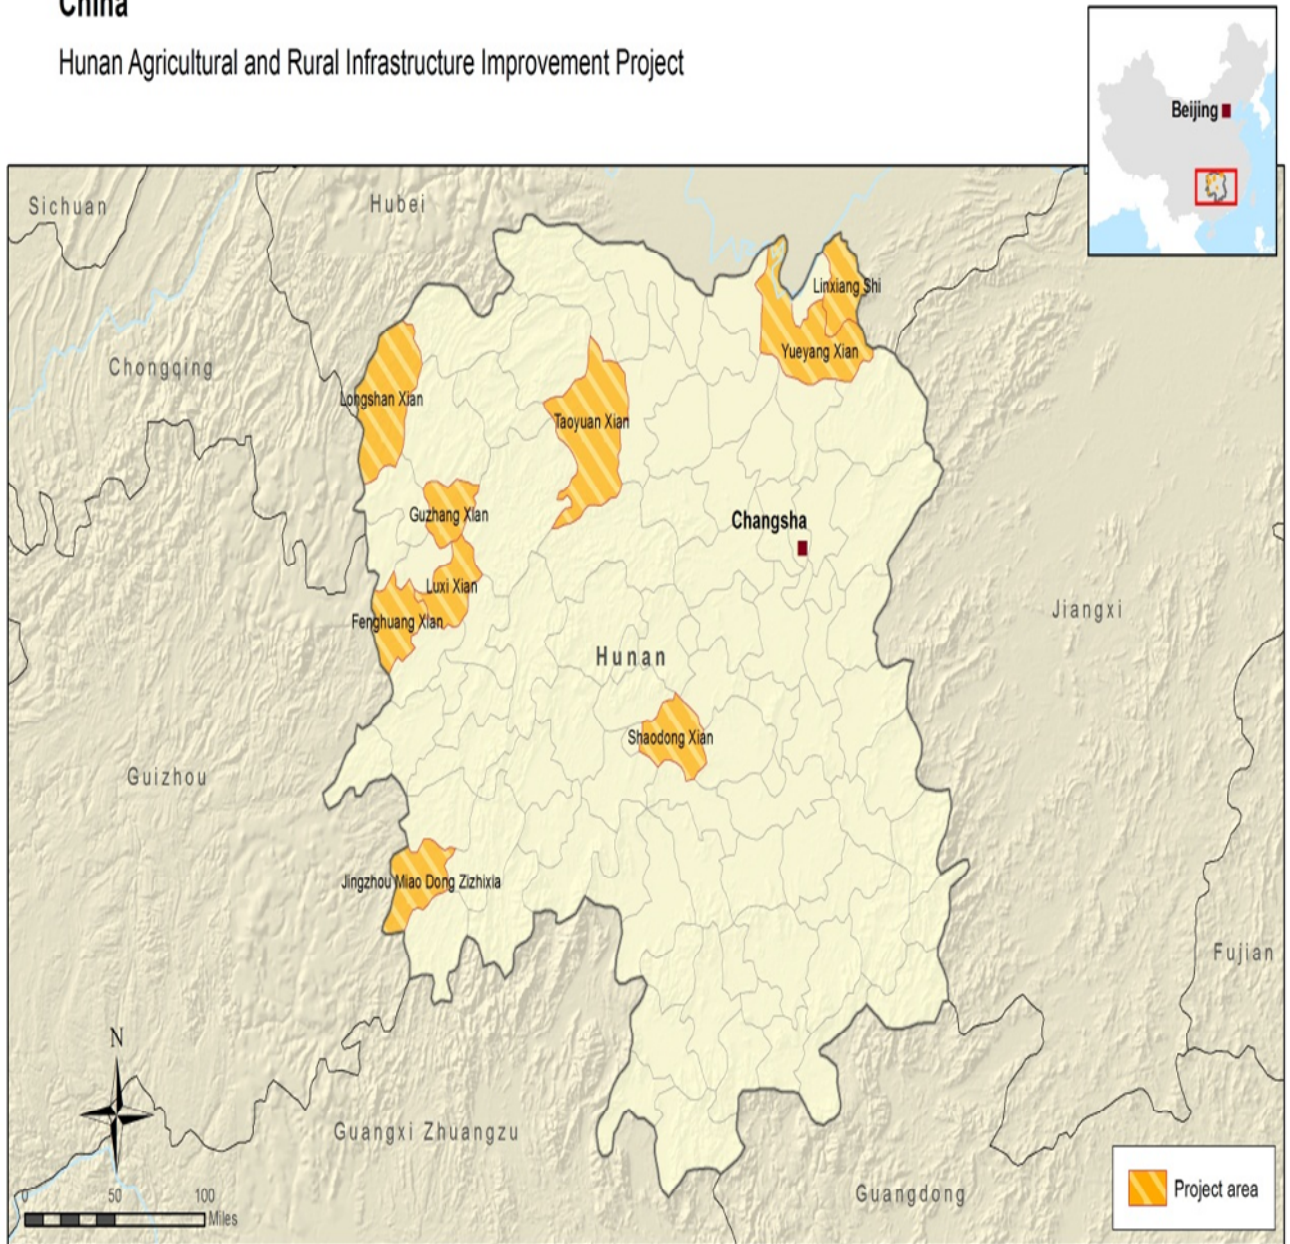 China
Hunan Agricultural and Rural Infrastructure Improvement Project
Beijing
Sichuan
Hubei
Linxiang Shi
Yueyang Xian
Chongqing
Longshan Xian
Taoyuan Xian
Guzhang Xian
Changsha
Luxi Xian
Fenghuang Xian
Jiangxi
Hunan
Shaodong Xian
Guizhou
Jingzhou Miao Dong Zizhixia
Fujian
N
Guangxi Zhuangzu
Guangdong
Project area
0 50 100
Miles